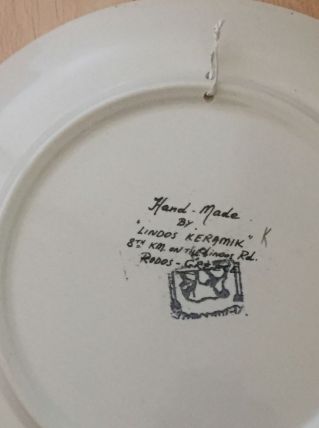 Hand-Made
BY
"LINDOS KERAMIK" K
8TH KM. ON THE LINDOS Rd.
RODOS - GREECE